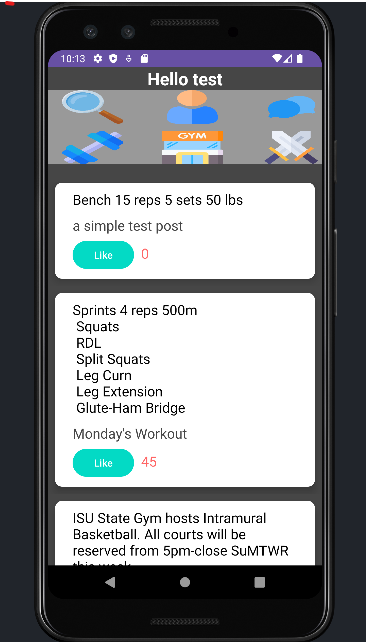 10:13
Hello test
GYM
Bench 15 reps 5 sets 50 lbs
a simple test post
Like 0
Sprints 4 reps 500m
Squats
RDL
Split Squats
Leg Curn
Leg Extension
Glute-Ham Bridge
Monday's Workout
Like 45
ISU State Gym hosts Intramural
Basketball. All courts will be
reserved from 5pm-close SuMTWR
this week